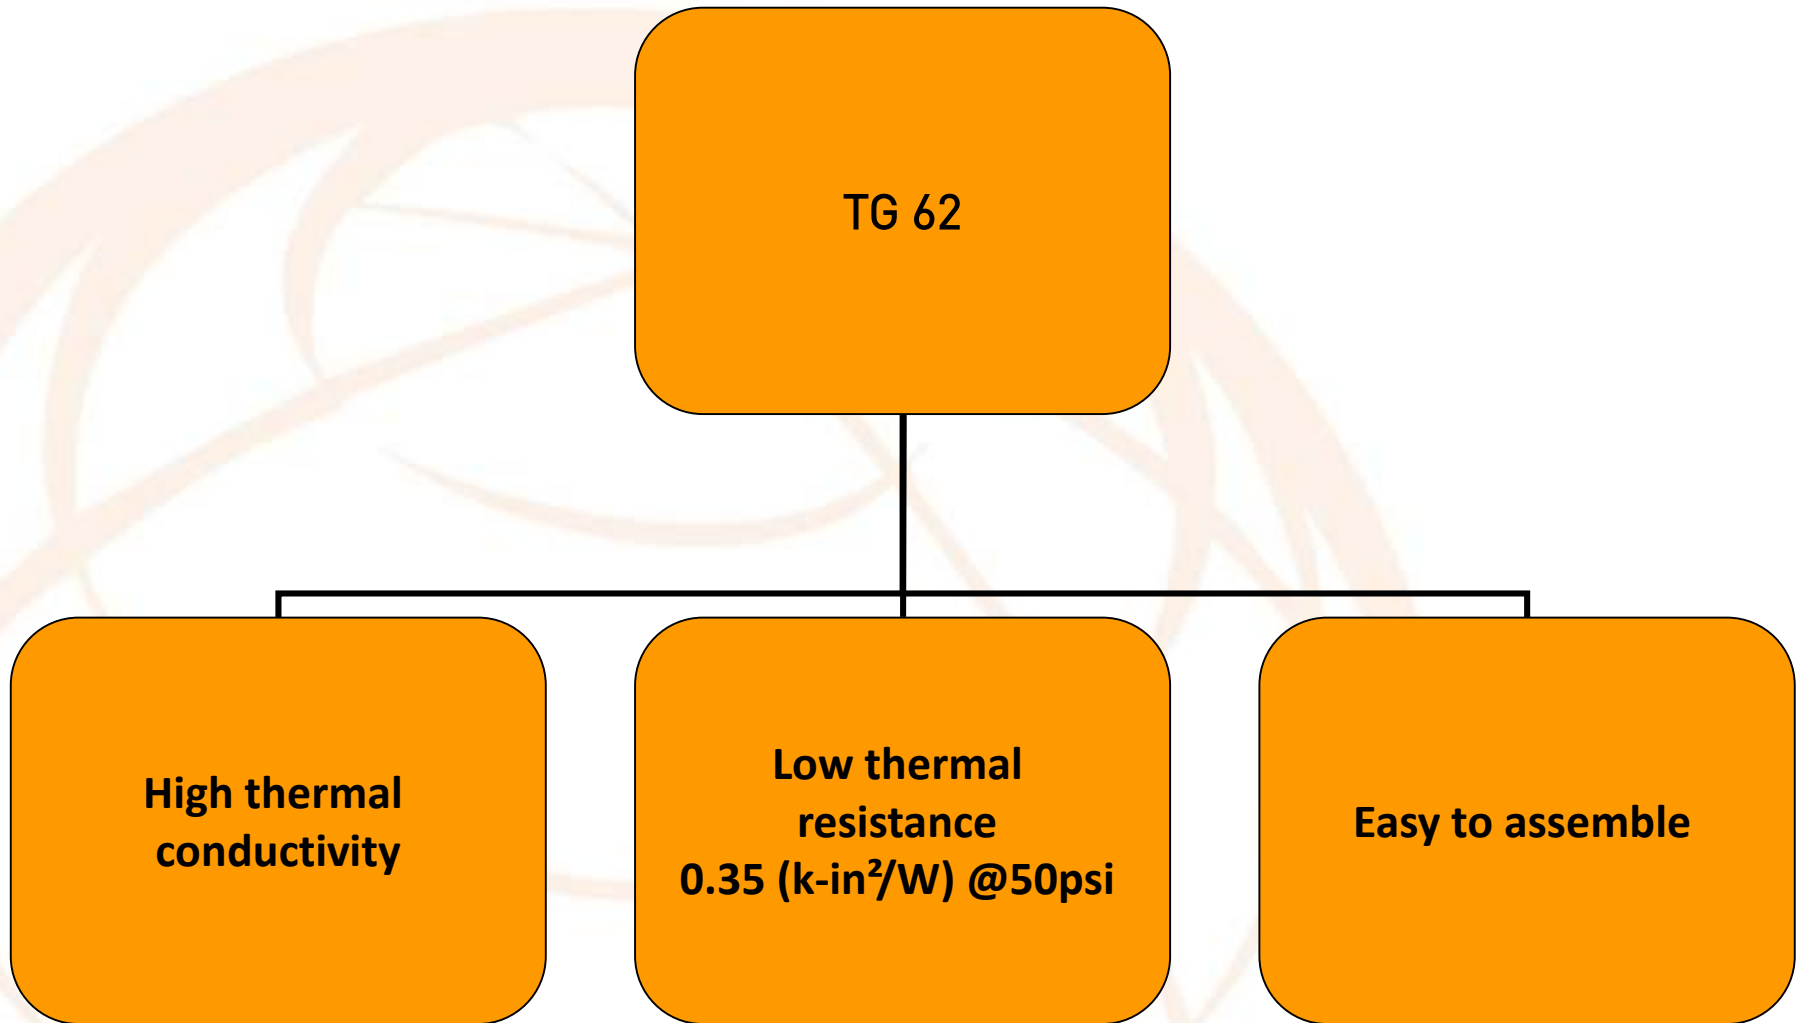 TG 62
High thermal
conductivity
Low thermal
resistance
0.35 (k-in²/W) @50psi
Easy to assemble